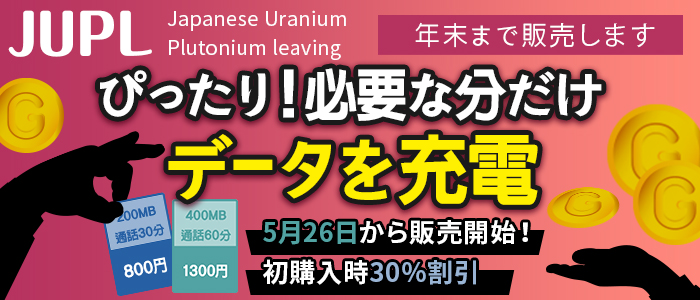 JUPL
Japanese Uranium
Plutonium leaving
年末まで販売します
ぴったり!必要な分だけ
データを充電
200MB
通話30分
800円
400MB
通話60分
1300円
5月26日から販売開始!
初購入時30%割引
G
G
G
G